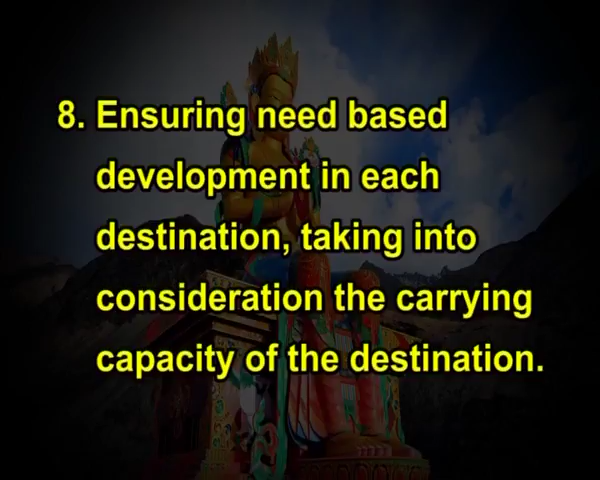 8. Ensuring need based
development in each
destination, taking into
consideration the carrying
capacity of the destination.